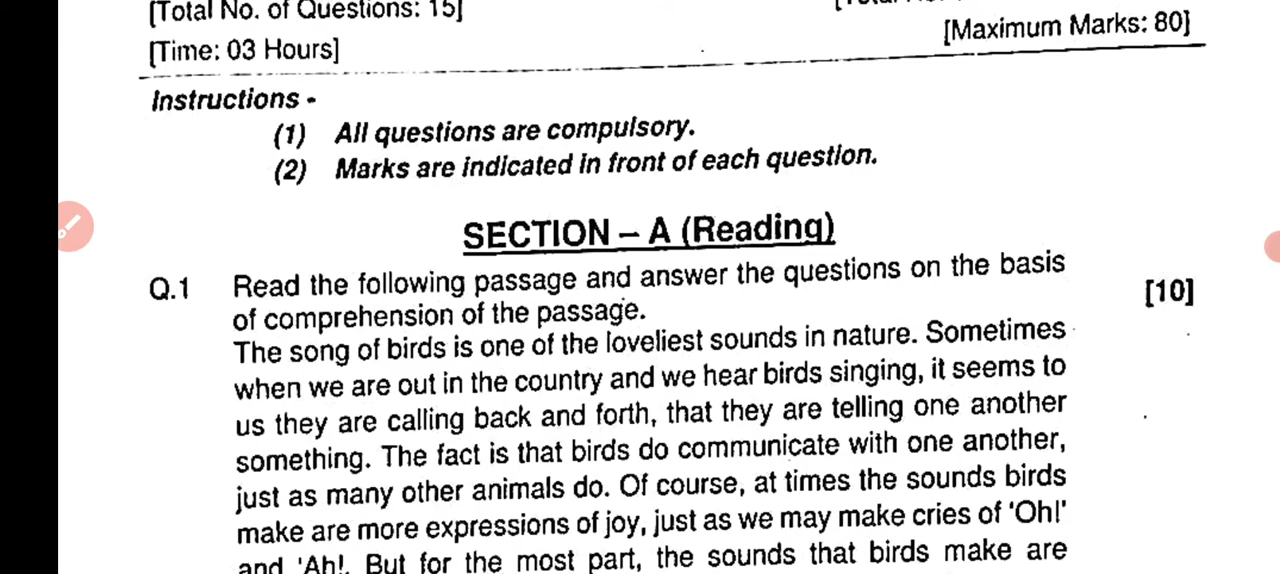 [Total No. of Questions: 15]
[Time: 03 Hours]
[Maximum Marks: 80]
Instructions -
(1) All questions are compulsory.
(2) Marks are indicated in front of each question.
SECTION – A (Reading)
Q.1 Read the following passage and answer the questions on the basis
of comprehension of the passage.
[10]
The song of birds is one of the loveliest sounds in nature. Sometimes
when we are out in the country and we hear birds singing, it seems to
us they are calling back and forth, that they are telling one another
something. The fact is that birds do communicate with one another,
just as many other animals do. Of course, at times the sounds birds
make are more expressions of joy, just as we may make cries of 'Oh!'
and 'Ah!. But for the most part, the sounds that birds make are